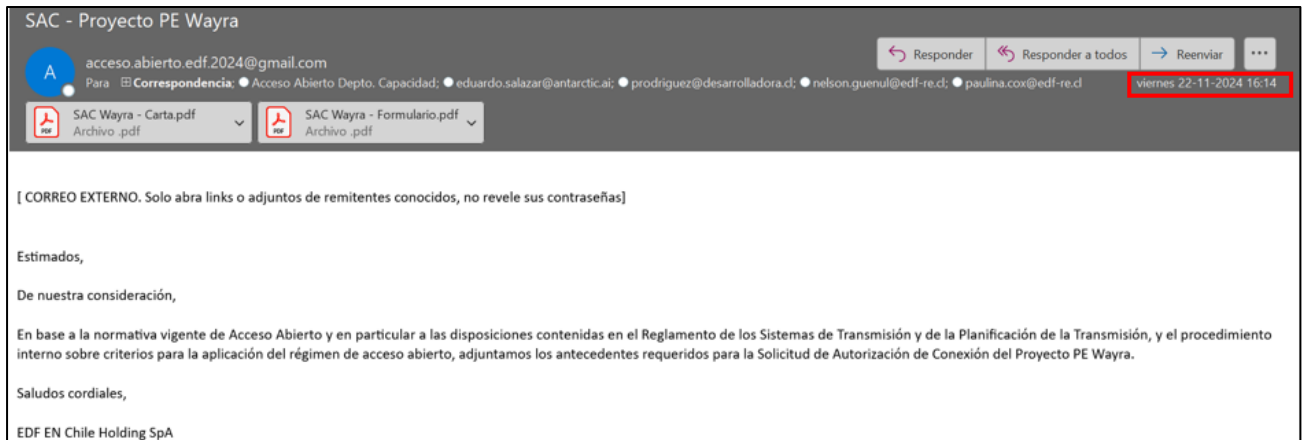 SAC - Proyecto PE Wayra
A
acceso.abierto.edf.2024@gmail.com
Responder
Responder a todos
Reenviar
Para Correspondencia; Acceso Abierto Depto. Capacidad; eduardo.salazar@antarctic.ai; prodriguez@desarrolladora.cl; nelson.guenul@edf-re.cl; paulina.cox@edf-re.cl
viernes 22-11-2024 16:14
SAC Wayra - Carta.pdf
Archivo .pdf
SAC Wayra - Formulario.pdf
Archivo .pdf
[ CORREO EXTERNO. Solo abra links o adjuntos de remitentes conocidos, no revele sus contraseñas]
Estimados,
De nuestra consideración,
En base a la normativa vigente de Acceso Abierto y en particular a las disposiciones contenidas en el Reglamento de los Sistemas de Transmisión y de la Planificación de la Transmisión, y el procedimiento
interno sobre criterios para la aplicación del régimen de acceso abierto, adjuntamos los antecedentes requeridos para la Solicitud de Autorización de Conexión del Proyecto PE Wayra.
Saludos cordiales,
EDF EN Chile Holding SpA